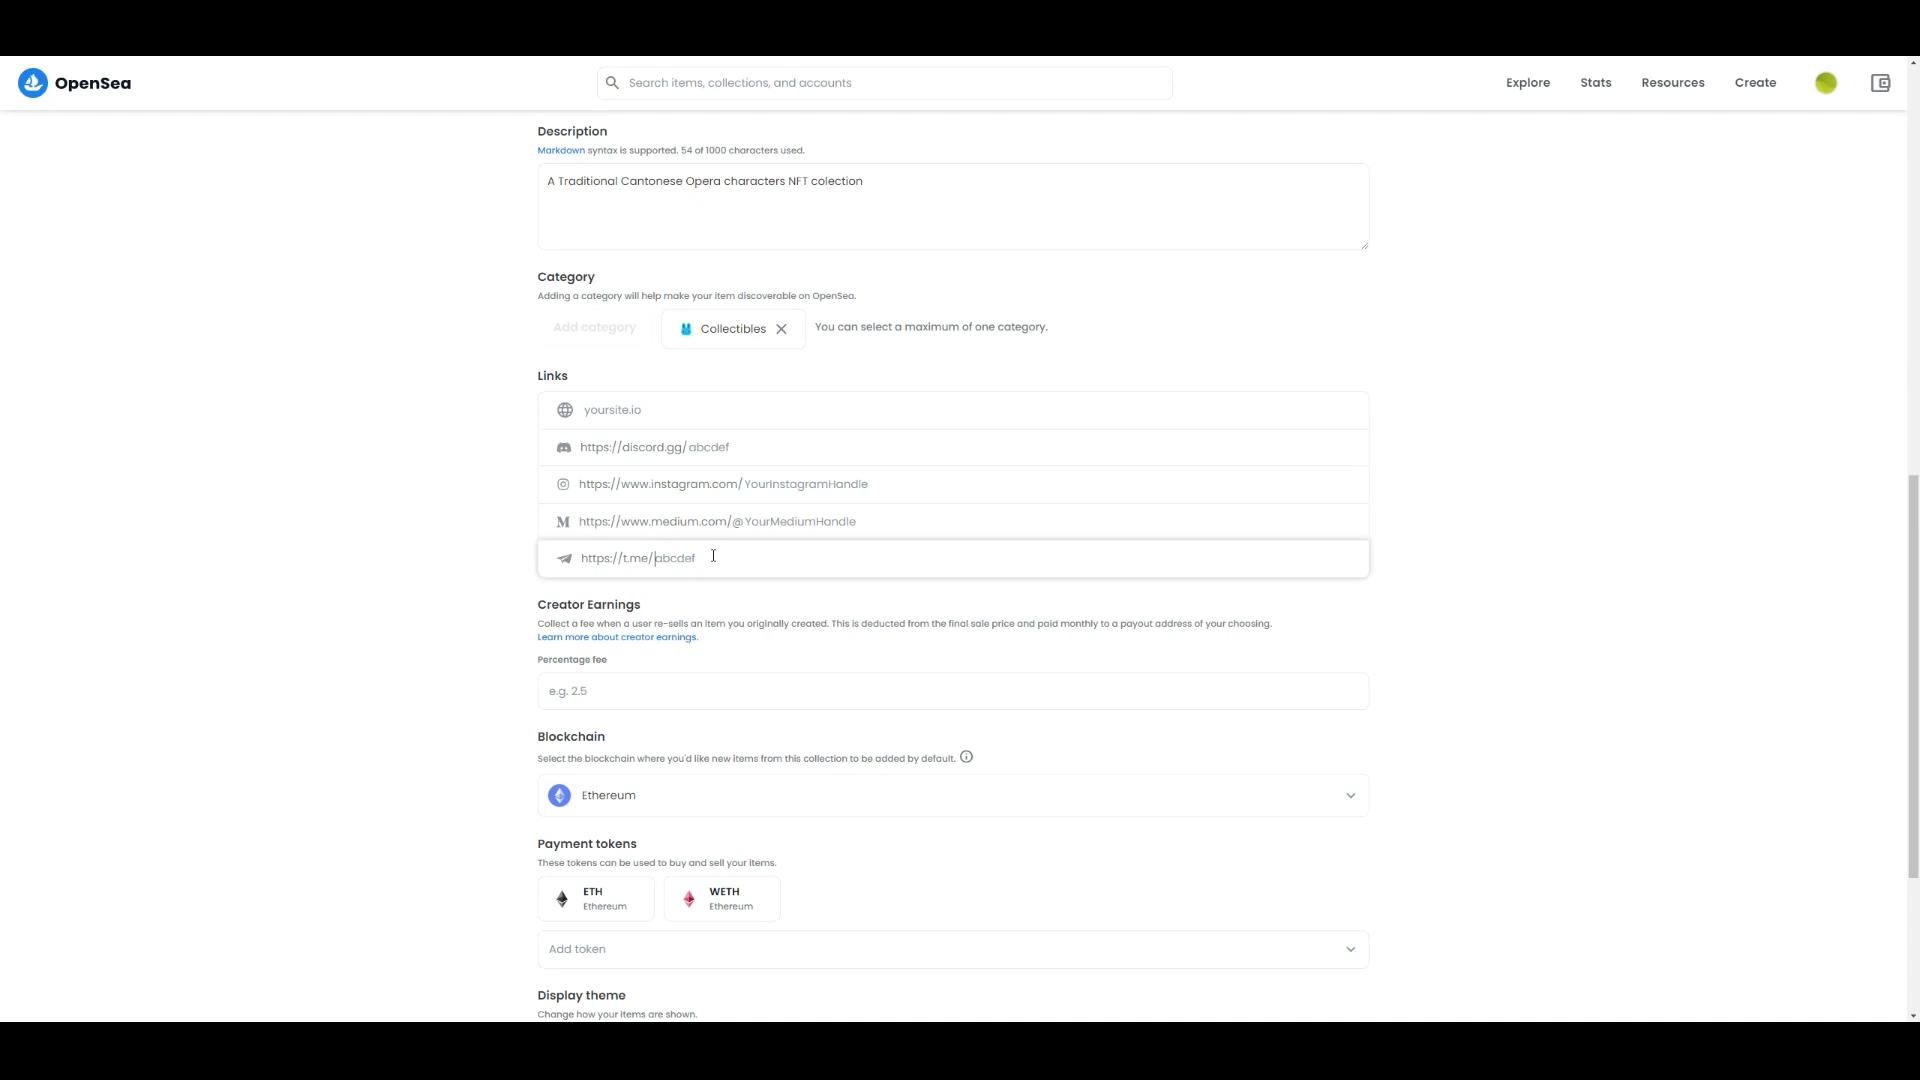 OpenSea
Search items, collections, and accounts
Explore
Stats
Resources
Create
Description
Markdown syntax is supported. 54 of 1000 characters used.
A Traditional Cantonese Opera characters NFT colection
Category
Adding a category will help make your item discoverable on OpenSea.
Add category
Collectibles
You can select a maximum of one category.
Links
yoursite.io
https://discord.gg/abcdef
https://www.instagram.com/YourInstagramHandle
https://www.medium.com/@YourMediumHandle
https://t.me/abcdef
Creator Earnings
Collect a fee when a user re-sells an item you originally created. This is deducted from the final sale price and paid monthly to a payout address of your choosing.
Learn more about creator earnings.
Percentage fee
e.g. 2.5
Blockchain
Select the blockchain where you'd like new items from this collection to be added by default.
Ethereum
Payment tokens
These tokens can be used to buy and sell your items.
ETH
Ethereum
WETH
Ethereum
Add token
Display theme
Change how your items are shown.